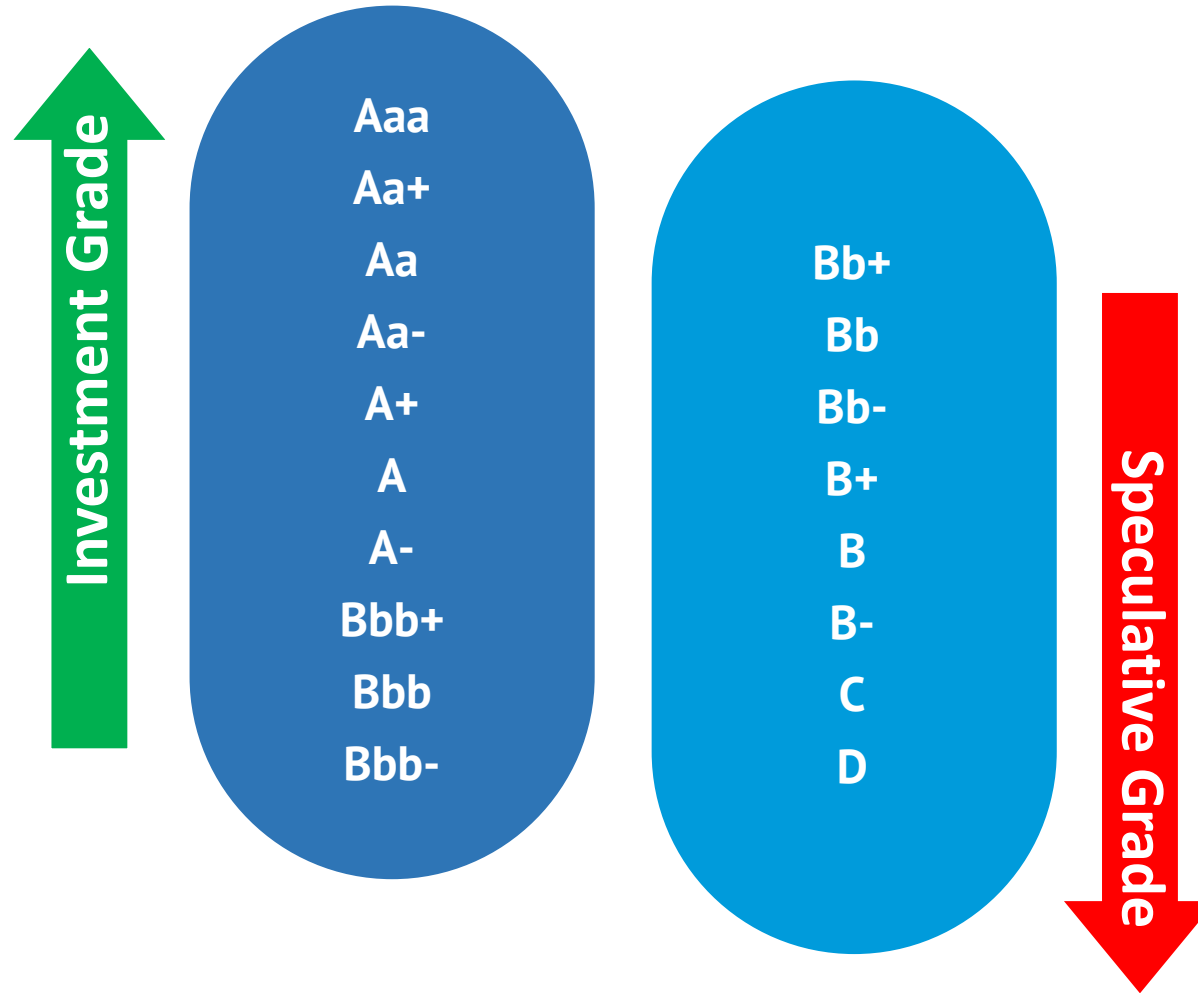 Investment Grade
Aaa
Aa+
Aa
Aa-
A+
A
A-
Bbb+
Bbb
Bbb-
Bb+
Bb
Bb-
B+
B
B-
C
D
Speculative Grade